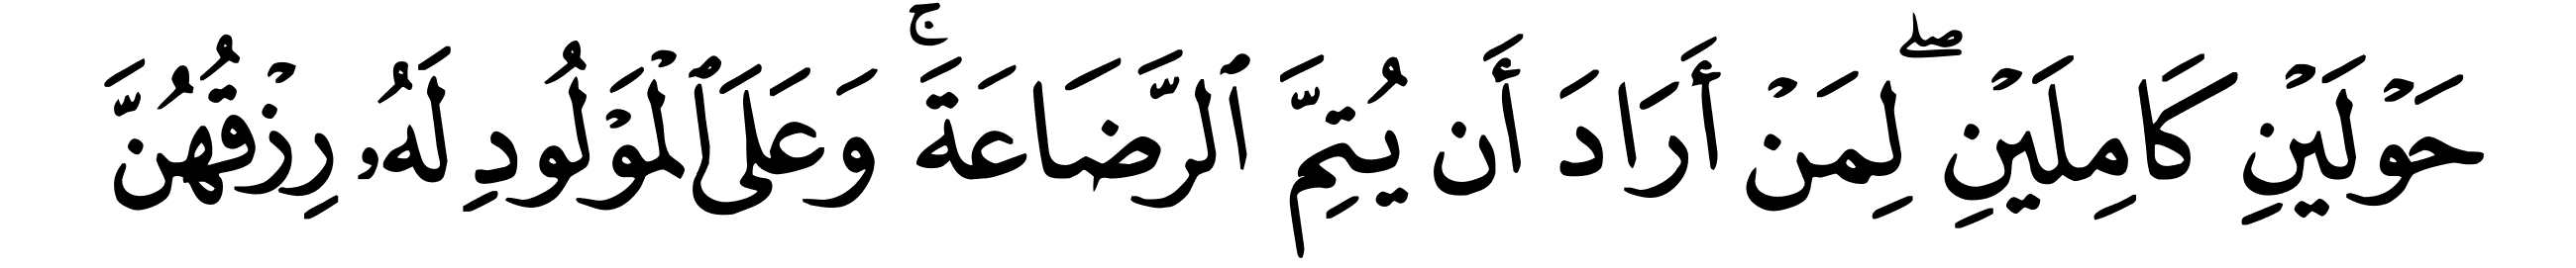 حَوْلَيْنِ كَامِلَيْنِ ۖ لِمَنْ أَرَادَ أَن يُتِمَّ ٱلرَّضَاعَةَ ۚ وَعَلَى ٱلْمَوْلُودِ لَهُۥ رِزْقُهُنَّ